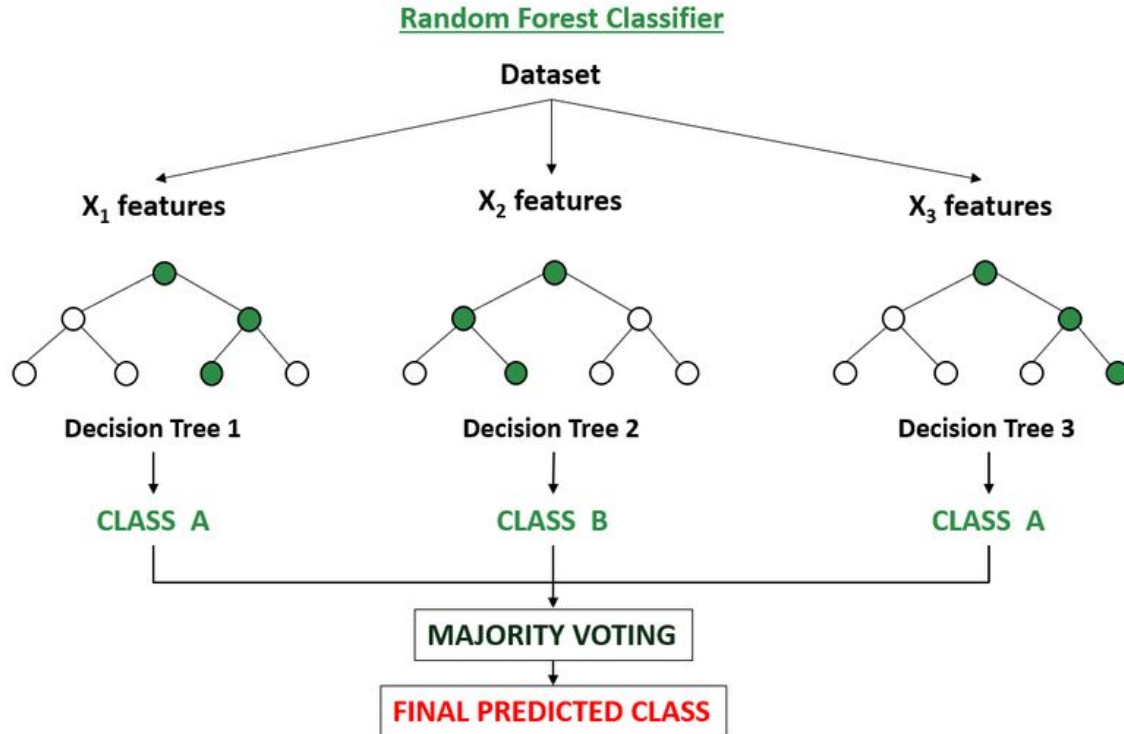 Random Forest Classifier
Dataset
X₁ features
X₂ features
X₃ features
Decision Tree 1
Decision Tree 2
Decision Tree 3
CLASS A
CLASS B
CLASS A
MAJORITY VOTING
FINAL PREDICTED CLASS